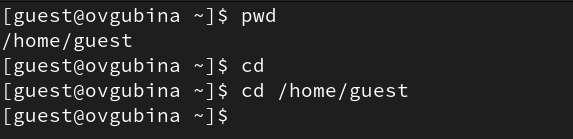 [guest@ovgubina ~]$ pwd
/home/guest
[guest@ovgubina ~]$ cd
[guest@ovgubina ~]$ cd /home/guest
[guest@ovgubina ~]$